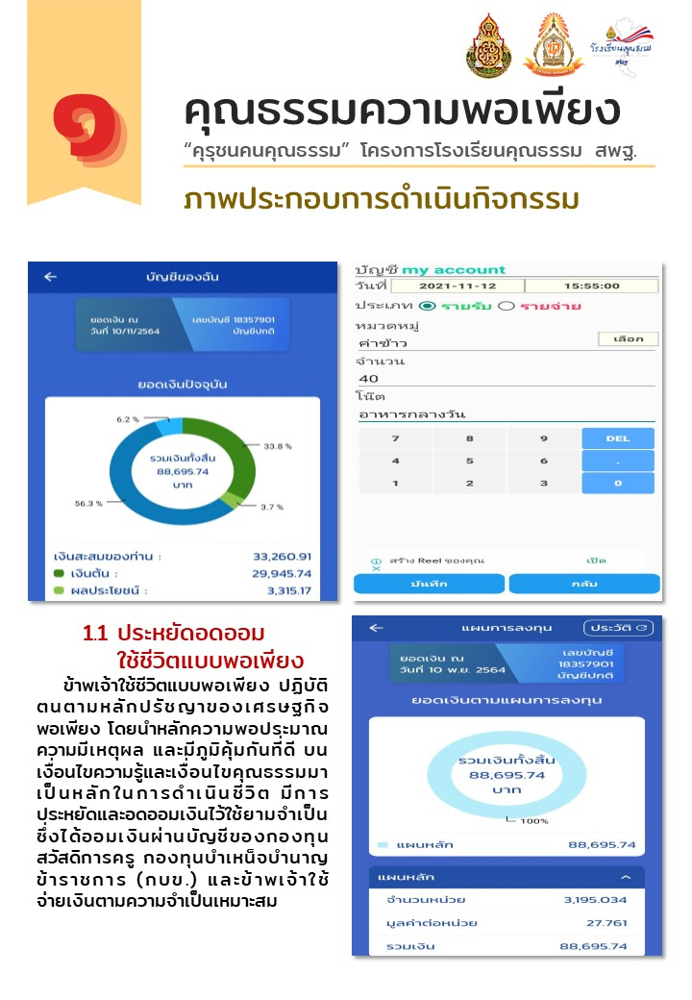 โรงเรียนคุณธรรม
สพฐ.
๑
คุณธรรมความพอเพียง
“คุรุชนคนคุณธรรม” โครงการโรงเรียนคุณธรรม สพฐ.
ภาพประกอบการดำเนินกิจกรรม
บัญชีของฉัน
ยอดเงิน ณ
วันที่ 10/11/2564
เลขบัญชี 18357901
บัญชีปกติ
ยอดเงินปัจจุบัน
6.2 %
33.8 %
รวมเงินทั้งสิ้น
88,695.74
บาท
56.3 %
3.7 %
เงินสะสมของท่าน : 33,260.91
เงินต้น : 29,945.74
ผลประโยชน์ : 3,315.17
บัญชี my account
วันที่ 2021-11-12 15:55:00
ประเภท รายรับ รายจ่าย
หมวดหมู่
ค่าข้าว เลือก
จำนวน
40
โน๊ต
อาหารกลางวัน
7 8 9 DEL
4 5 6 .
1 2 3 0
สร้าง Reel ของคุณ เปิด
บันทึก กลับ
1.1 ประหยัดอดออม
ใช้ชีวิตแบบพอเพียง
ข้าพเจ้าใช้ชีวิตแบบพอเพียง ปฏิบัติ
ตนตามหลักปรัชญาของเศรษฐกิจ
พอเพียง โดยนำหลักความพอประมาณ
ความมีเหตุผล และมีภูมิคุ้มกันที่ดี บน
เงื่อนไขความรู้และเงื่อนไขคุณธรรมมา
เป็นหลักในการดำเนินชีวิต มีการ
ประหยัดและอดออมเงินไว้ใช้ยามจำเป็น
ซึ่งได้ออมเงินผ่านบัญชีของกองทุน
สวัสดิการครู กองทุนบำเหน็จบำนาญ
ข้าราชการ (กบข.) และข้าพเจ้าใช้
จ่ายเงินตามความจำเป็นเหมาะสม
แผนการลงทุน ประวัติ
ยอดเงิน ณ
วันที่ 10 พ.ย. 2564
เลขบัญชี
18357901
บัญชีปกติ
ยอดเงินตามแผนการลงทุน
รวมเงินทั้งสิ้น
88,695.74
บาท
100%
แผนหลัก 88,695.74
แผนหลัก
จำนวนหน่วย 3,195.034
มูลค่าต่อหน่วย 27.761
รวมเงิน 88,695.74